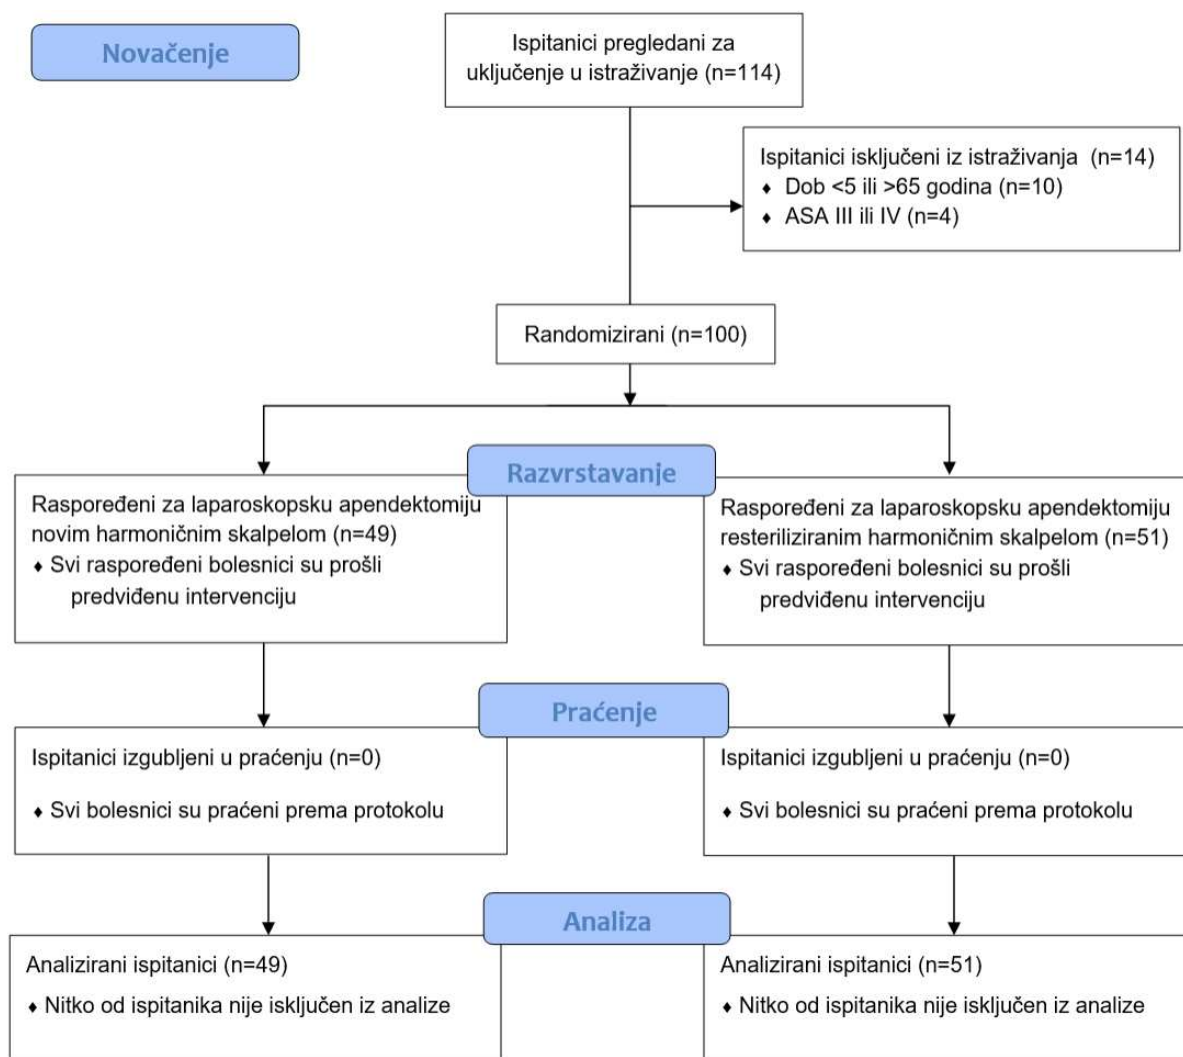 Novačenje
Ispitanici pregledani za
uključenje u istraživanje (n=114)
Ispitanici isključeni iz istraživanja (n=14)
♦ Dob <5 ili >65 godina (n=10)
♦ ASA III ili IV (n=4)
Randomizirani (n=100)
Razvrstavanje
Raspoređeni za laparoskopsku apendektomiju
novim harmoničnim skalpelom (n=49)
♦ Svi raspoređeni bolesnici su prošli
predviđenu intervenciju
Raspoređeni za laparoskopsku apendektomiju
resteriliziranim harmoničnim skalpelom (n=51)
♦ Svi raspoređeni bolesnici su prošli
predviđenu intervenciju
Praćenje
Ispitanici izgubljeni u praćenju (n=0)
♦ Svi bolesnici su praćeni prema protokolu
Ispitanici izgubljeni u praćenju (n=0)
♦ Svi bolesnici su praćeni prema protokolu
Analiza
Analizirani ispitanici (n=49)
♦ Nitko od ispitanika nije isključen iz analize
Analizirani ispitanici (n=51)
♦ Nitko od ispitanika nije isključen iz analize